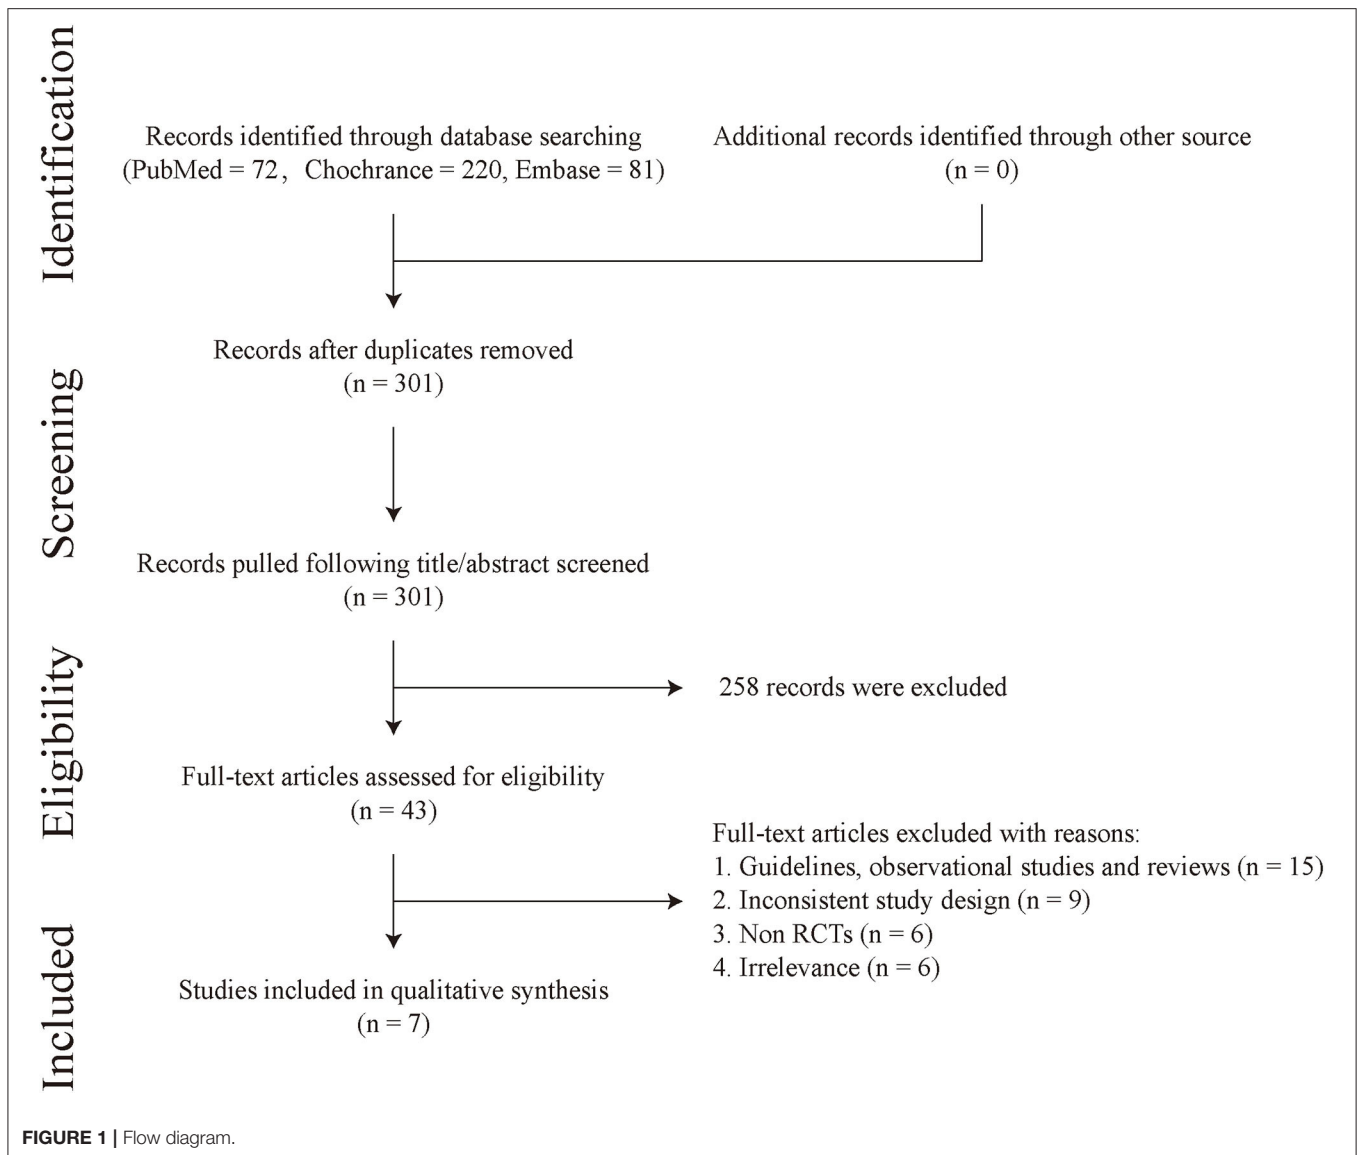 Identification
Records identified through database searching
(PubMed = 72, Chochrance = 220, Embase = 81)
Additional records identified through other source
(n = 0)
Screening
Records after duplicates removed
(n = 301)
Records pulled following title/abstract screened
(n = 301)
Eligibility
258 records were excluded
Full-text articles assessed for eligibility
(n = 43)
Full-text articles excluded with reasons:
1. Guidelines, observational studies and reviews (n = 15)
2. Inconsistent study design (n = 9)
3. Non RCTs (n = 6)
4. Irrelevance (n = 6)
Included
Studies included in qualitative synthesis
(n = 7)
FIGURE 1 | Flow diagram.